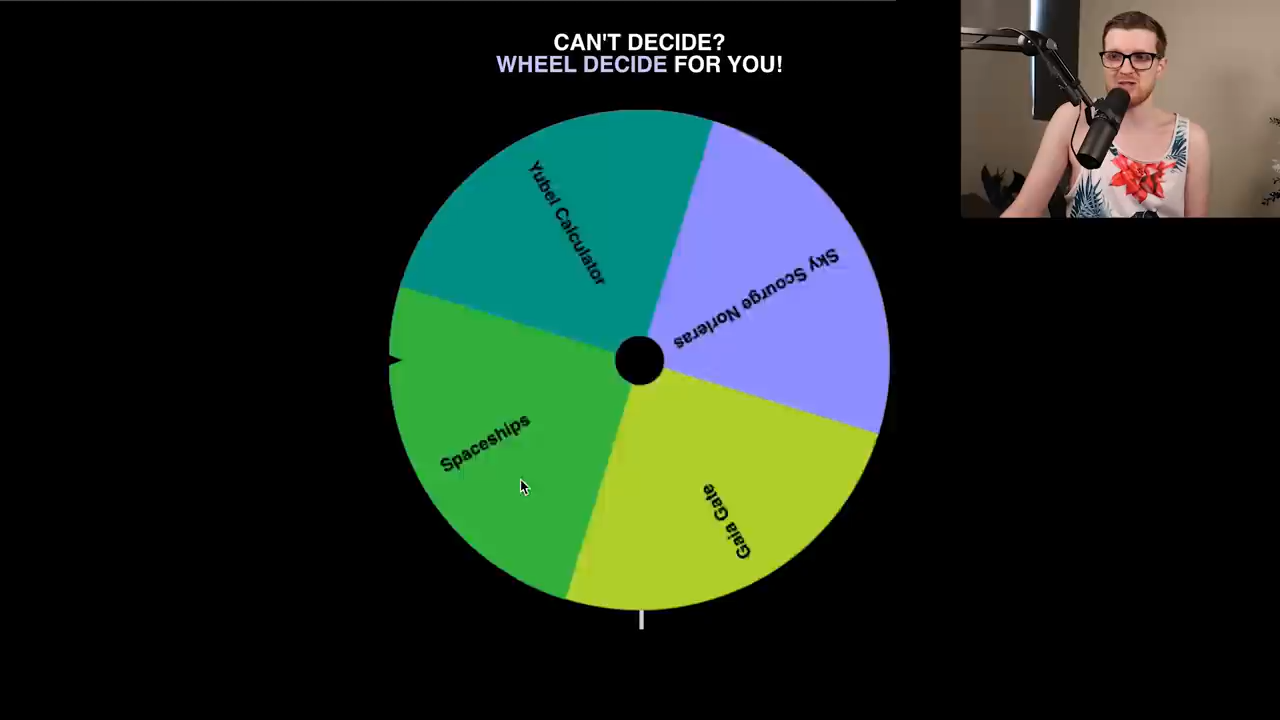 CAN'T DECIDE?
WHEEL DECIDE FOR YOU!
Yubel Calculator
Sky Scourge Norleras
Spaceships
Gaia Gate